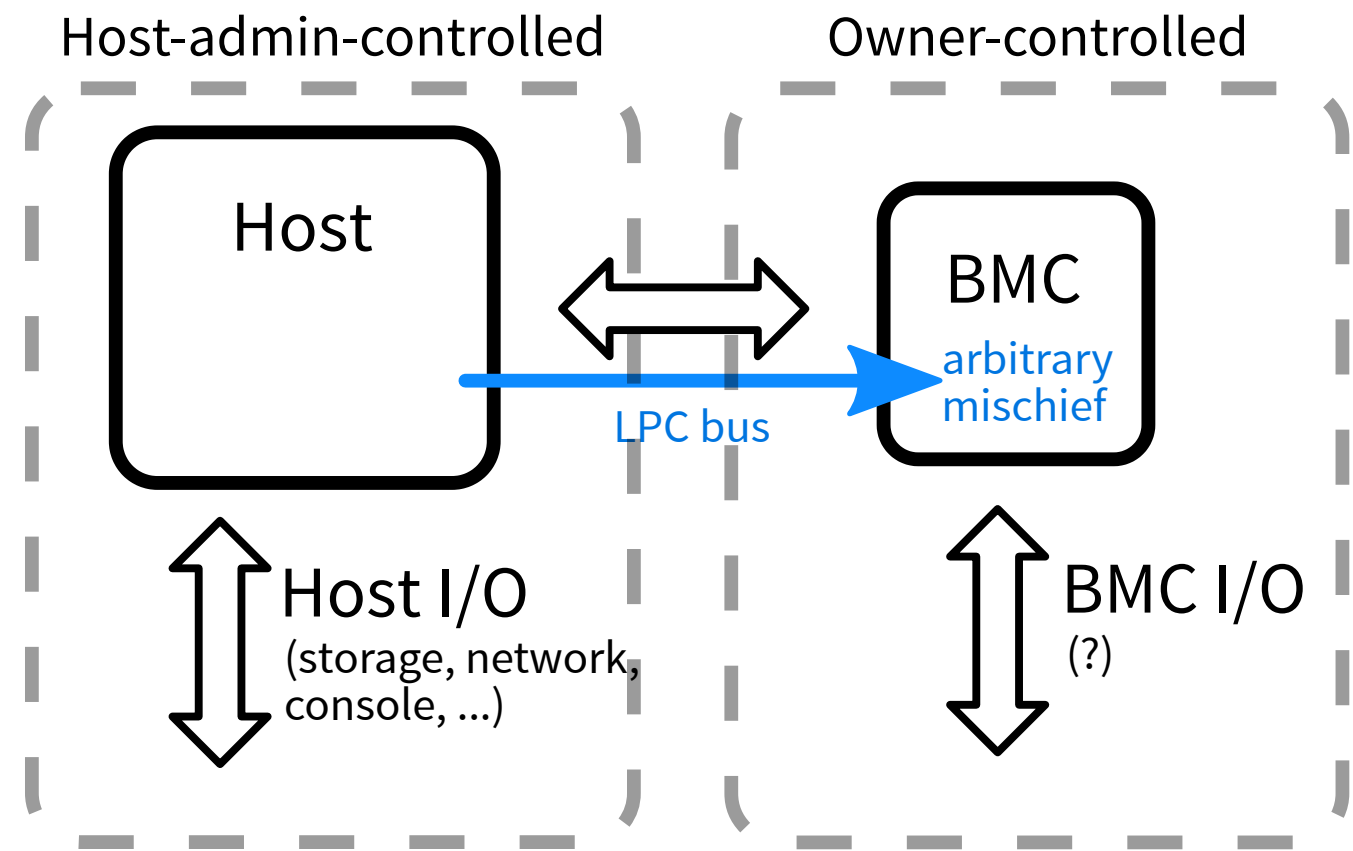 Host-admin-controlled
Owner-controlled
Host
BMC
arbitrary
mischief
LPC bus
Host I/O
(storage, network,
console, ...)
BMC I/O
(?)